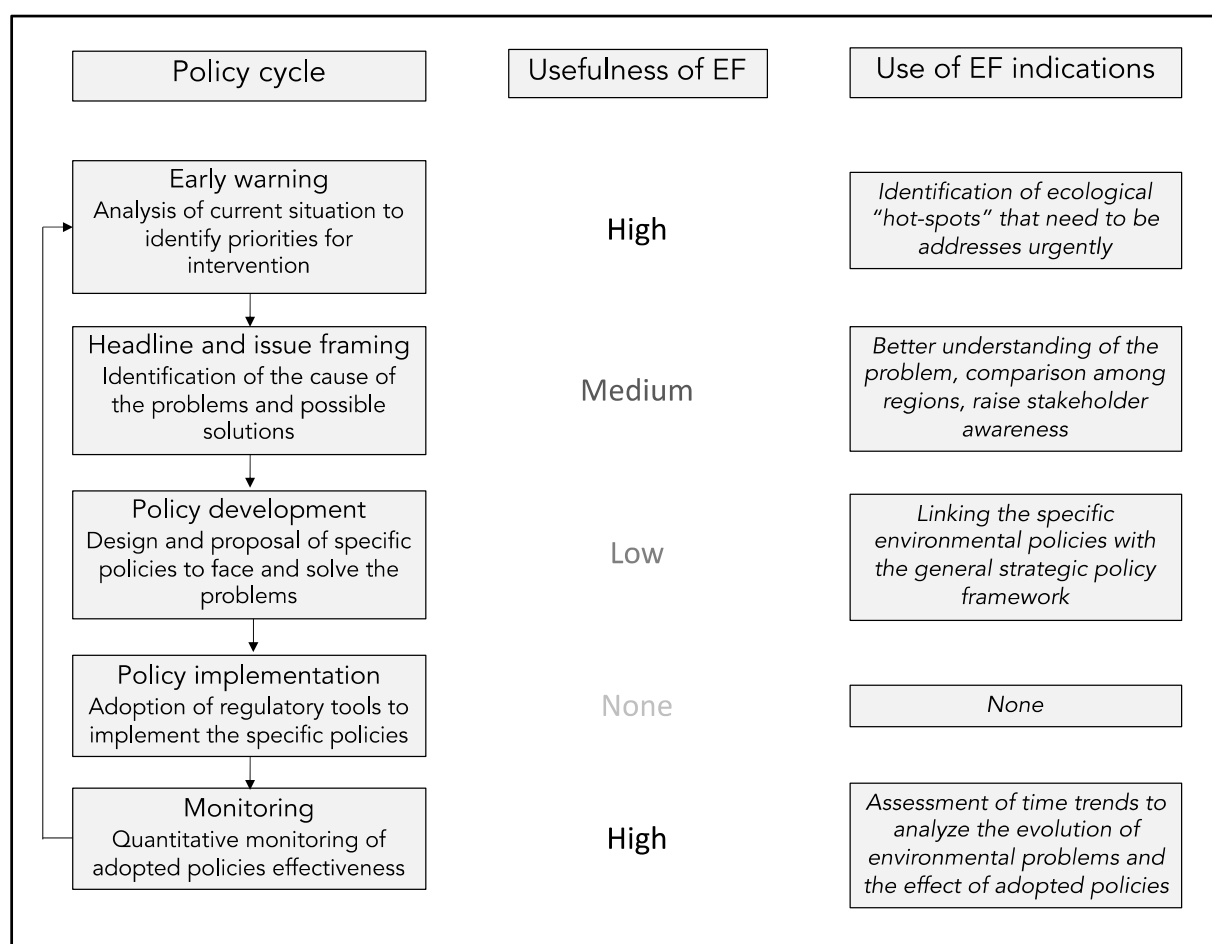 Policy cycle
Usefulness of EF
Use of EF indications
Early warning
Analysis of current situation to
identify priorities for
intervention
High
Identification of ecological
“hot-spots” that need to be
addresses urgently
Headline and issue framing
Identification of the cause of
the problems and possible
solutions
Medium
Better understanding of the
problem, comparison among
regions, raise stakeholder
awareness
Policy development
Design and proposal of specific
policies to face and solve the
problems
Low
Linking the specific
environmental policies with
the general strategic policy
framework
Policy implementation
Adoption of regulatory tools to
implement the specific policies
None
None
Monitoring
Quantitative monitoring of
adopted policies effectiveness
High
Assessment of time trends to
analyze the evolution of
environmental problems and
the effect of adopted policies